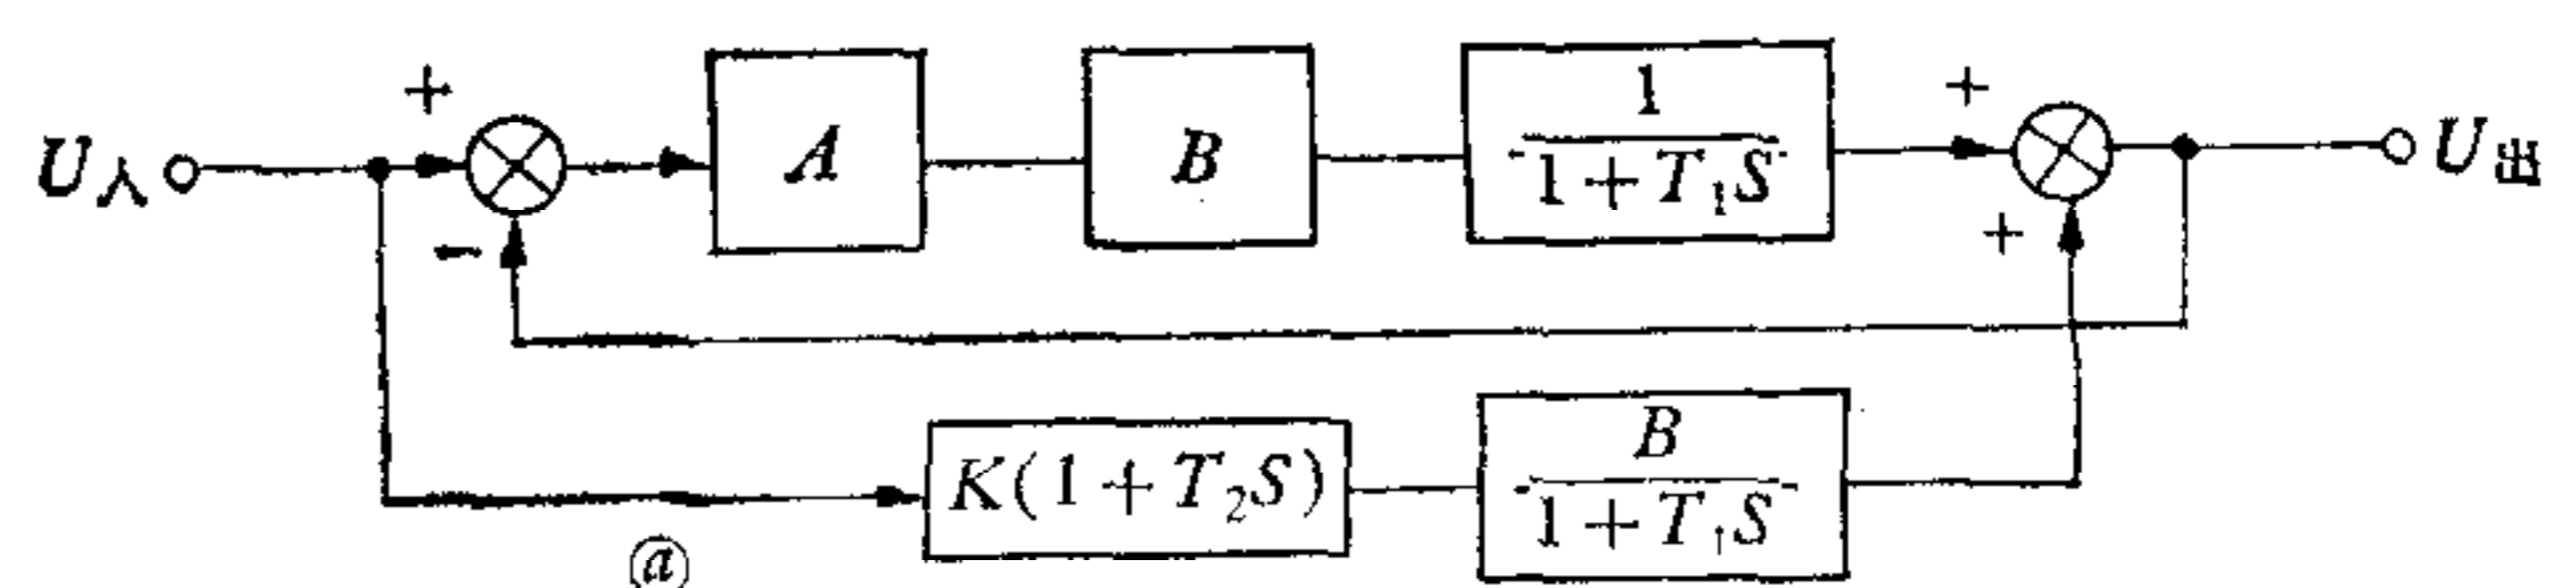 +
U入
A
B
1
1+T₁S
+
U出
−
+
K(1+T₂S)
B
1+T₁S
ⓐ